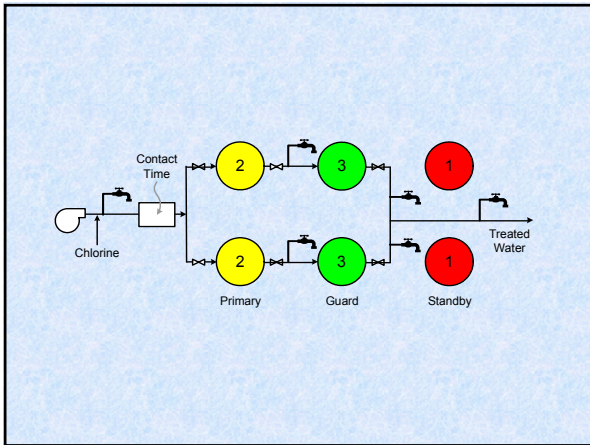 Contact
Time
2
3
1
Chlorine
Treated
Water
2
3
1
Primary
Guard
Standby